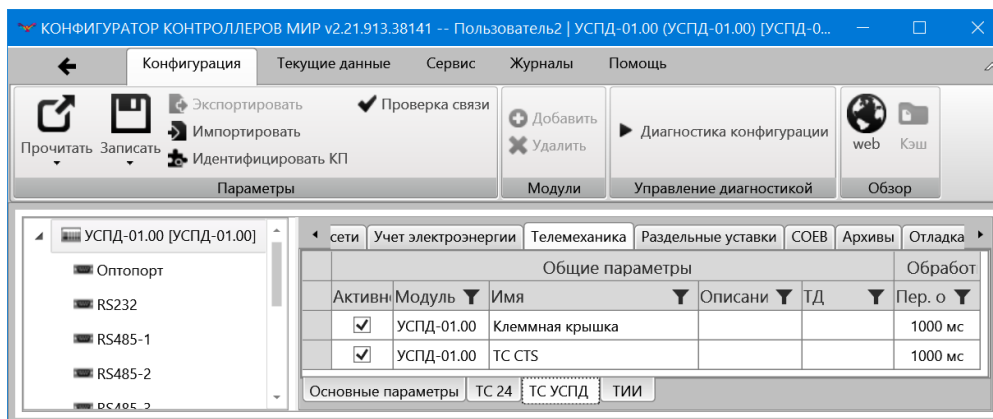 КОНФИГУРАТОР КОНТРОЛЛЕРОВ МИР v2.21.913.38141 -- Пользователь2 | УСПД-01.00 (УСПД-01.00) [УСПД-0...
Конфигурация Текущие данные Сервис Журналы Помощь
Прочитать Записать Экспортировать Проверка связи
Импортировать
Идентифицировать КП
Добавить
Удалить
Диагностика конфигурации
web Кэш
Параметры Модули Управление диагностикой Обзор
УСПД-01.00 [УСПД-01.00]
Оптопорт
RS232
RS485-1
RS485-2
RS485-3
сети Учет электроэнергии Телемеханика Раздельные уставки СОЕВ Архивы Отладка
Общие параметры Обработ
Активн Модуль Имя Описани ТД Пер. о
УСПД-01.00 Клеммная крышка 1000 мс
УСПД-01.00 ТС CTS 1000 мс
Основные параметры ТС 24 ТС УСПД ТИИ